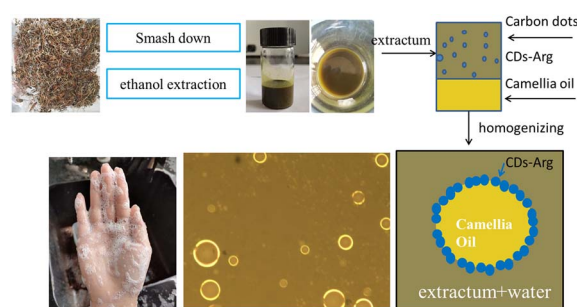 Smash down
ethanol extraction
extractum
Carbon dots
CDs-Arg
Camellia oil
homogenizing
CDs-Arg
Camellia
Oil
extractum+water